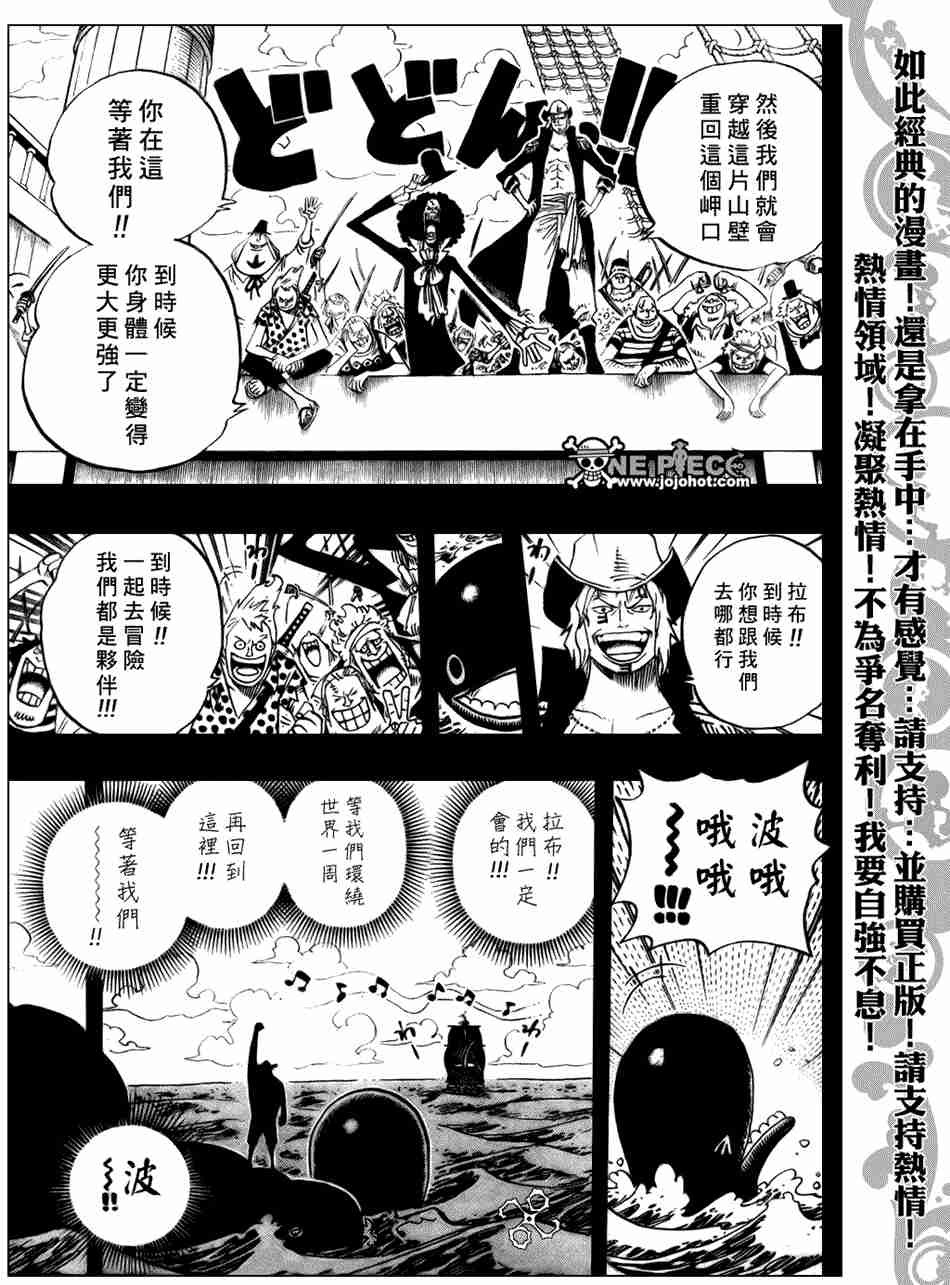 如此經典的漫畫！還是拿在手中…才有感覺…請支持…並購買正版！請支持熱情！
熱情領域！凝聚熱情！不為爭名奪利！我要自強不息！
然後我們就會
穿越這片山壁
重回這個岬口
どどん!!
你在這
等著我們!!
到時候
你身體一定變得
更大更強了
ONE PIECE
www.jojohot.com
拉布!!
到時候
你想跟我們
去哪都行
わ
わ
到時候!!
一起去冒險
我們都是夥伴!!!
波哦
哦哦
～～!!!
拉布!!
我們一定
會的!!!
等我們環繞
世界一周
再回到
這裡!!!
等著我們
～～!!
わ
わ
波
～!!